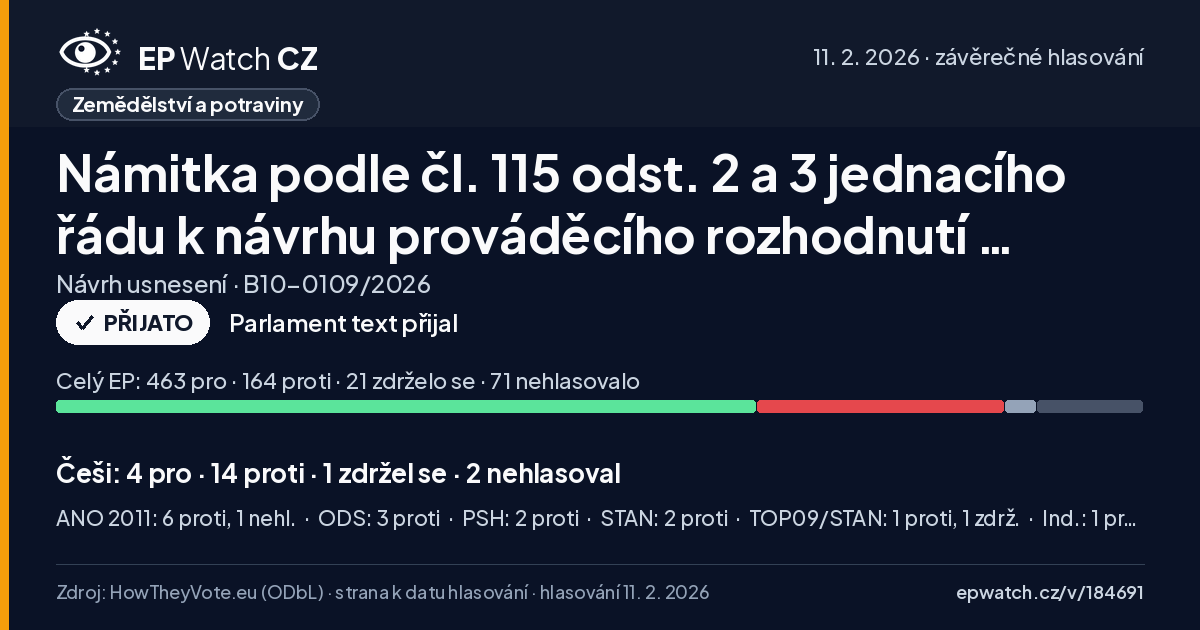 EP Watch CZ
11. 2. 2026 · závěrečné hlasování
Zemědělství a potraviny
Námitka podle čl. 115 odst. 2 a 3 jednacího
řádu k návrhu prováděcího rozhodnutí …
Návrh usnesení · B10–0109/2026
✓ PŘIJATO Parlament text přijal
Celý EP: 463 pro · 164 proti · 21 zdrželo se · 71 nehlasovalo
Češi: 4 pro · 14 proti · 1 zdržel se · 2 nehlasoval
ANO 2011: 6 proti, 1 nehl. · ODS: 3 proti · PSH: 2 proti · STAN: 2 proti · TOP09/STAN: 1 proti, 1 zdrž. · Ind.: 1 pr…
Zdroj: HowTheyVote.eu (ODbL) · strana k datu hlasování · hlasování 11. 2. 2026
epwatch.cz/v/184691